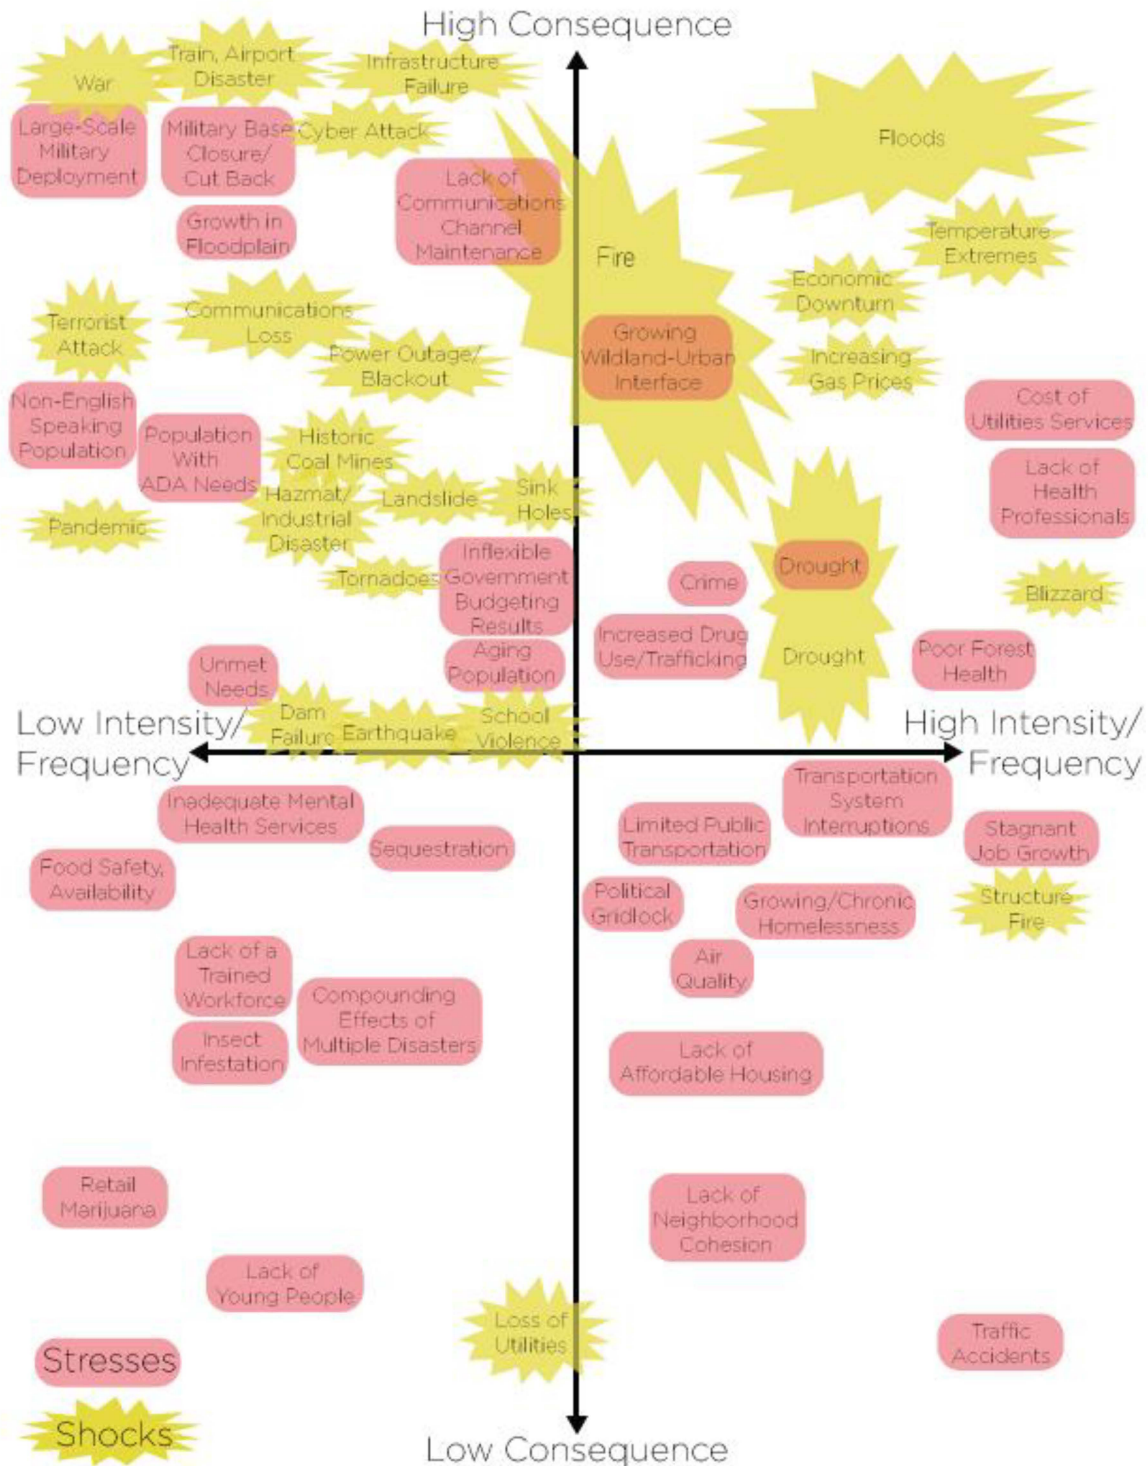 High Consequence
War
Train, Airport
Disaster
Infrastructure
Failure
Large-Scale
Military
Deployment
Military Base
Closure/
Cut Back
Cyber Attack
Floods
Lack of
Communications
Channel
Maintenance
Growth in
Floodplain
Fire
Temperature
Extremes
Economic
Downturn
Terrorist
Attack
Communications
Loss
Power Outage/
Blackout
Growing
Wildland-Urban
Interface
Increasing
Gas Prices
Non-English
Speaking
Population
Population
With
ADA Needs
Historic
Coal Mines
Cost of
Utilities Services
Hazmat/
Industrial
Disaster
Landslide
Sink
Holes
Lack of
Health
Professionals
Pandemic
Tornadoes
Inflexible
Government
Budgeting
Results
Crime
Drought
Blizzard
Increased Drug
Use/Trafficking
Drought
Poor Forest
Health
Unmet
Needs
Aging
Population
Low Intensity/
Frequency
Dam
Failure
Earthquake
School
Violence
High Intensity/
Frequency
Inadequate Mental
Health Services
Sequestration
Food Safety,
Availability
Limited Public
Transportation
Transportation
System
Interruptions
Stagnant
Job Growth
Political
Gridlock
Growing/Chronic
Homelessness
Structure
Fire
Air
Quality
Lack of a
Trained
Workforce
Compounding
Effects of
Multiple Disasters
Insect
Infestation
Lack of
Affordable Housing
Retail
Marijuana
Lack of
Neighborhood
Cohesion
Lack of
Young People
Loss of
Utilities
Traffic
Accidents
Stresses
Shocks
Low Consequence